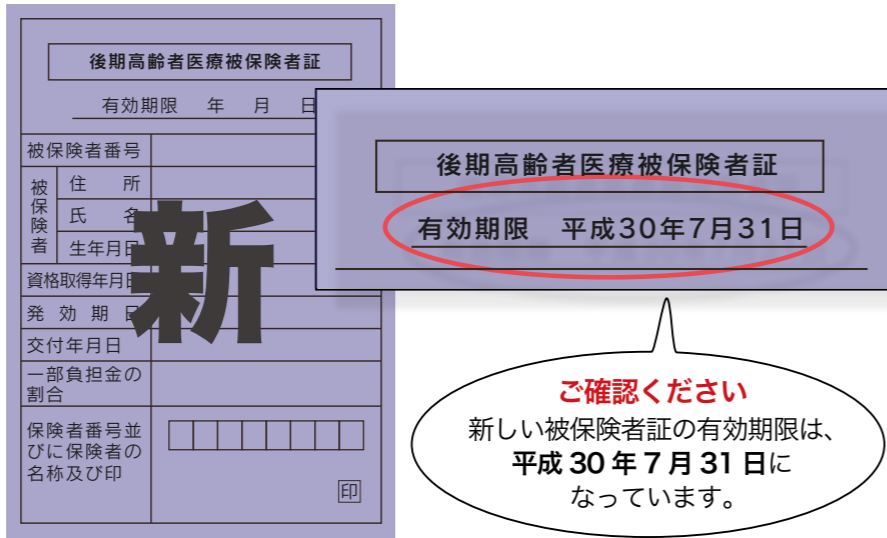 後期高齢者医療被保険者証
有効期限 年 月 日
被保険者番号
被保険者
住 所
氏 名
生年月日
資格取得年月日
発効期日
交付年月日
一部負担金の
割合
保険者番号並
びに保険者の
名称及び印
印
新
後期高齢者医療被保険者証
有効期限 平成30年7月31日
ご確認ください
新しい被保険者証の有効期限は、
平成30年7月31日に
なっています。